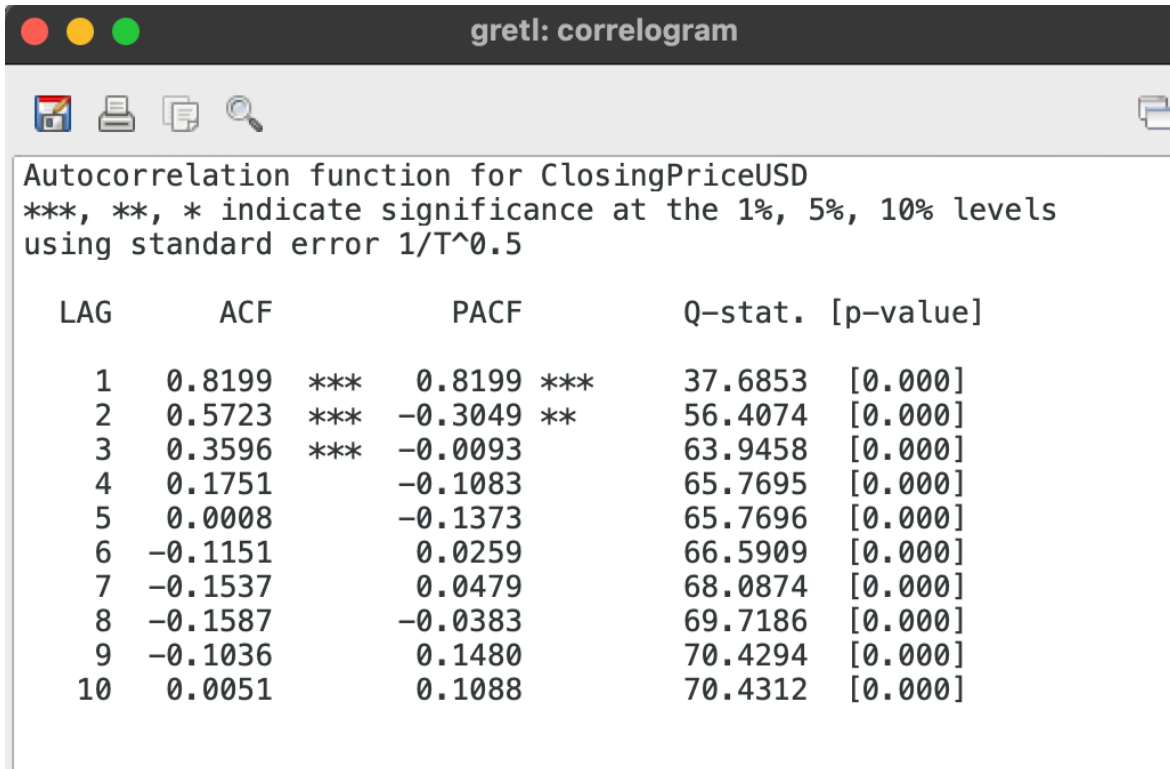 gretl: correlogram
Autocorrelation function for ClosingPriceUSD
***, **, * indicate significance at the 1%, 5%, 10% levels
using standard error 1/T^0.5
LAG ACF PACF Q-stat. [p-value]
1 0.8199 *** 0.8199 *** 37.6853 [0.000]
2 0.5723 *** -0.3049 ** 56.4074 [0.000]
3 0.3596 *** -0.0093 63.9458 [0.000]
4 0.1751 -0.1083 65.7695 [0.000]
5 0.0008 -0.1373 65.7696 [0.000]
6 -0.1151 0.0259 66.5909 [0.000]
7 -0.1537 0.0479 68.0874 [0.000]
8 -0.1587 -0.0383 69.7186 [0.000]
9 -0.1036 0.1480 70.4294 [0.000]
10 0.0051 0.1088 70.4312 [0.000]